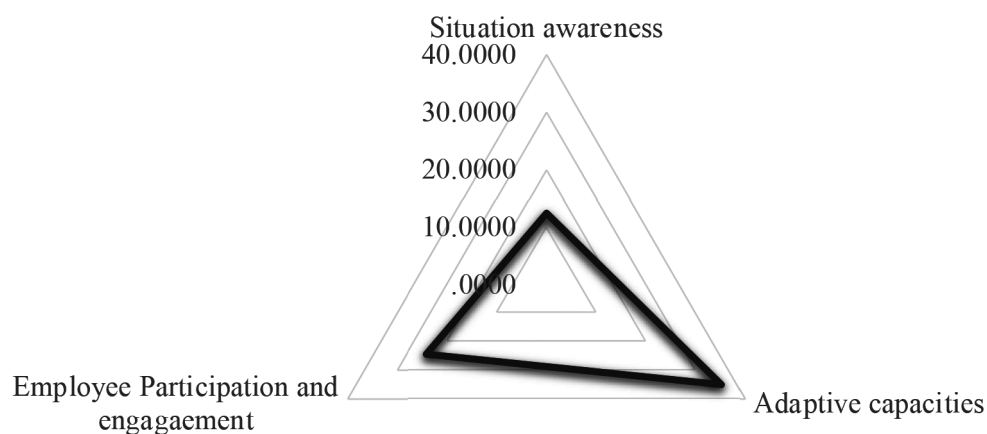 Situation awareness
40.0000
30.0000
20.0000
10.0000
.0000
Employee Participation and
engagaement
Adaptive capacities